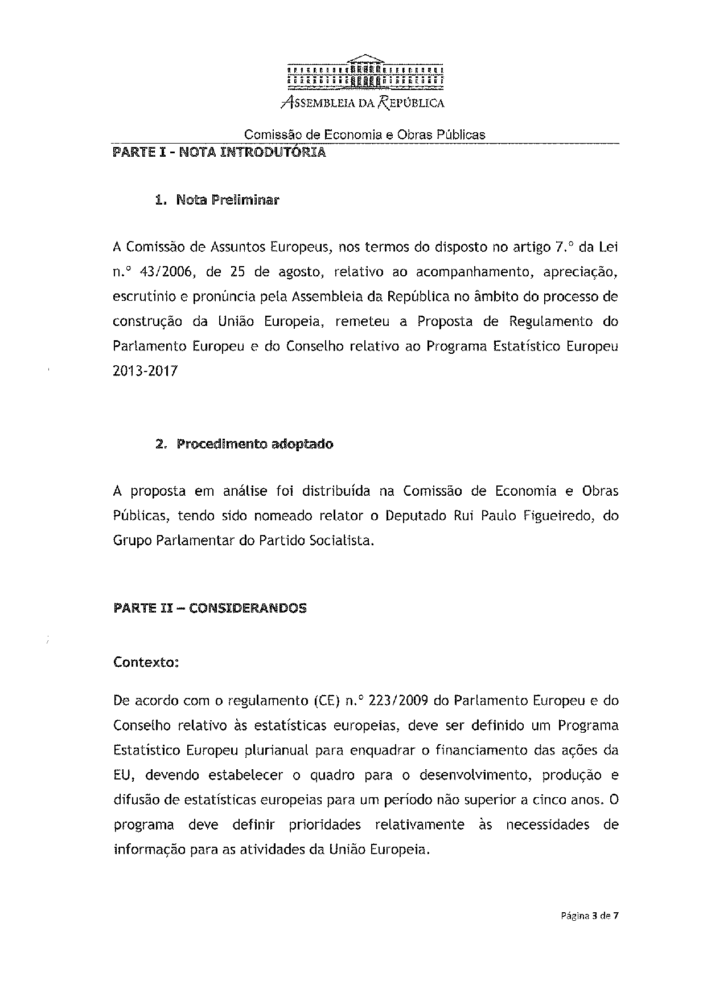 ASSEMBLEIA DA REPÚBLICA
Comissão de Economia e Obras Públicas
PARTE I - NOTA INTRODUTÓRIA
1. Nota Preliminar
A Comissão de Assuntos Europeus, nos termos do disposto no artigo 7.º da Lei
n.º 43/2006, de 25 de agosto, relativo ao acompanhamento, apreciação,
escrutínio e pronúncia pela Assembleia da República no âmbito do processo de
construção da União Europeia, remeteu a Proposta de Regulamento do
Parlamento Europeu e do Conselho relativo ao Programa Estatístico Europeu
2013-2017
2. Procedimento adoptado
A proposta em análise foi distribuída na Comissão de Economia e Obras
Públicas, tendo sido nomeado relator o Deputado Rui Paulo Figueiredo, do
Grupo Parlamentar do Partido Socialista.
PARTE II – CONSIDERANDOS
Contexto:
De acordo com o regulamento (CE) n.º 223/2009 do Parlamento Europeu e do
Conselho relativo às estatísticas europeias, deve ser definido um Programa
Estatístico Europeu plurianual para enquadrar o financiamento das ações da
EU, devendo estabelecer o quadro para o desenvolvimento, produção e
difusão de estatísticas europeias para um período não superior a cinco anos. O
programa deve definir prioridades relativamente às necessidades de
informação para as atividades da União Europeia.
Página 3 de 7